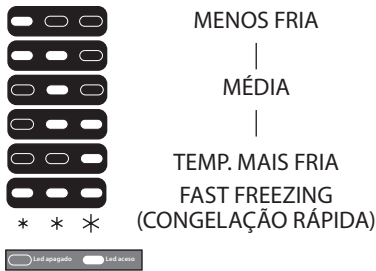 MENOS FRIA
MÉDIA
TEMP. MAIS FRIA
FAST FREEZING
(CONGELAÇÃO RÁPIDA)
Led apagado Led aceso